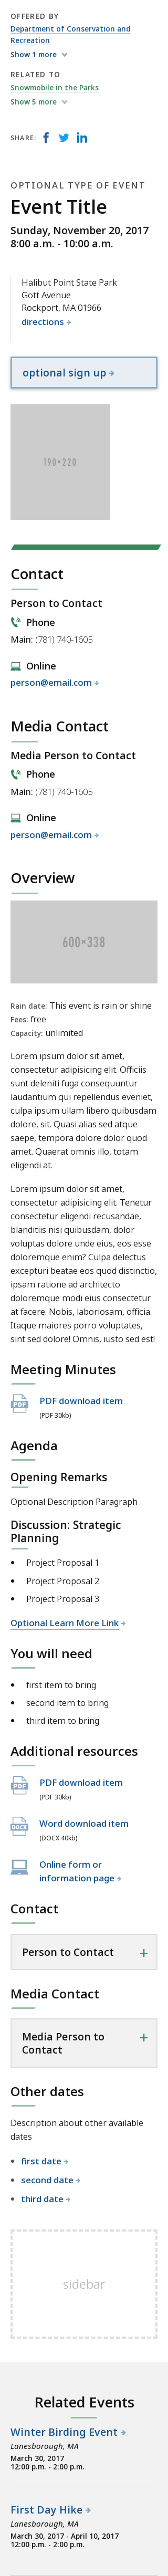 OFFERED BY
Department of Conservation and
Recreation
Show 1 more
RELATED TO
Snowmobile in the Parks
Show 5 more
SHARE:
OPTIONAL TYPE OF EVENT
Event Title
Sunday, November 20, 2017
8:00 a.m. - 10:00 a.m.
Halibut Point State Park
Gott Avenue
Rockport, MA 01966
directions
optional sign up
190×220
Contact
Person to Contact
Phone
Main: (781) 740-1605
Online
person@email.com
Media Contact
Media Person to Contact
Phone
Main: (781) 740-1605
Online
person@email.com
Overview
600×338
Rain date: This event is rain or shine
Fees: free
Capacity: unlimited
Lorem ipsum dolor sit amet,
consectetur adipisicing elit. Officiis
sunt deleniti fuga consequuntur
laudantium qui repellendus eveniet,
culpa ipsum ullam libero quibusdam
dolore, sit. Quasi alias sed atque
saepe, tempora dolore dolor quod
amet. Quaerat omnis illo, totam
eligendi at.
Lorem ipsum dolor sit amet,
consectetur adipisicing elit. Tenetur
consectetur eligendi recusandae,
blanditiis nisi quibusdam, dolor
voluptas dolore unde eius, eos esse
doloremque enim? Culpa delectus
excepturi beatae eos quasi distinctio,
ipsam ratione ad architecto
doloremque modi eius consectetur
at facere. Nobis, laboriosam, officia.
Itaque maiores porro voluptates,
sint sed dolore! Omnis, iusto sed est!
Meeting Minutes
PDF
PDF download item
(PDF 30kb)
Agenda
Opening Remarks
Optional Description Paragraph
Discussion: Strategic
Planning
Project Proposal 1
Project Proposal 2
Project Proposal 3
Optional Learn More Link
You will need
first item to bring
second item to bring
third item to bring
Additional resources
PDF
PDF download item
(PDF 30kb)
DOCX
Word download item
(DOCX 40kb)
Online form or
information page
Contact
Person to Contact
Media Contact
Media Person to
Contact
Other dates
Description about other available
dates
first date
second date
third date
sidebar
Related Events
Winter Birding Event
Lanesborough, MA
March 30, 2017
12:00 p.m. - 2:00 p.m.
First Day Hike
Lanesborough, MA
March 30, 2017 - April 10, 2017
12:00 p.m. - 2:00 p.m.